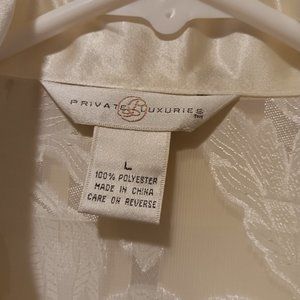 PRIVATE LUXURIES TM
L
100% POLYESTER
MADE IN CHINA
CARE ON REVERSE